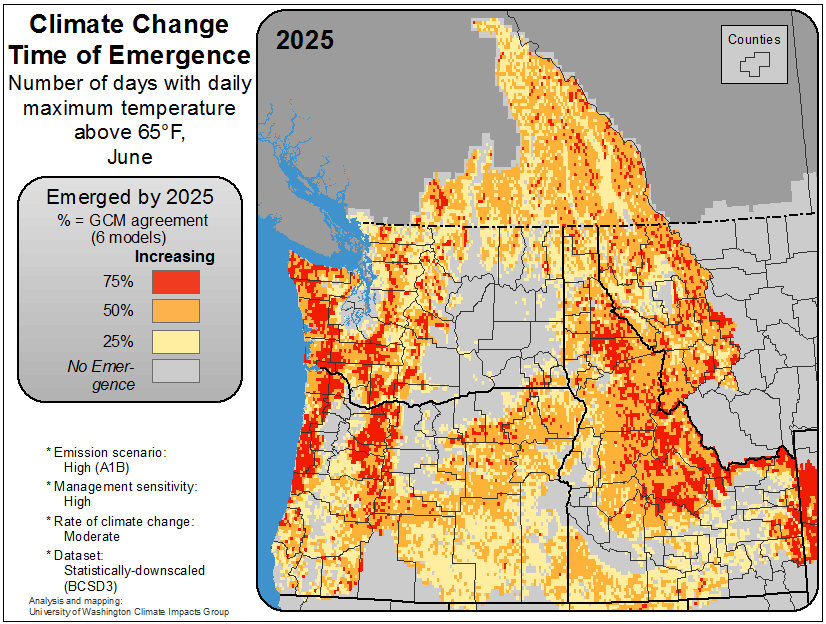 Climate Change
Time of Emergence
Number of days with daily
maximum temperature
above 65°F,
June
Emerged by 2025
% = GCM agreement
(6 models)
Increasing
75%
50%
25%
No Emer-
gence
* Emission scenario:
High (A1B)
* Management sensitivity:
High
* Rate of climate change:
Moderate
* Dataset:
Statistically-downscaled
(BCSD3)
Analysis and mapping:
University of Washington Climate Impacts Group
2025
Counties